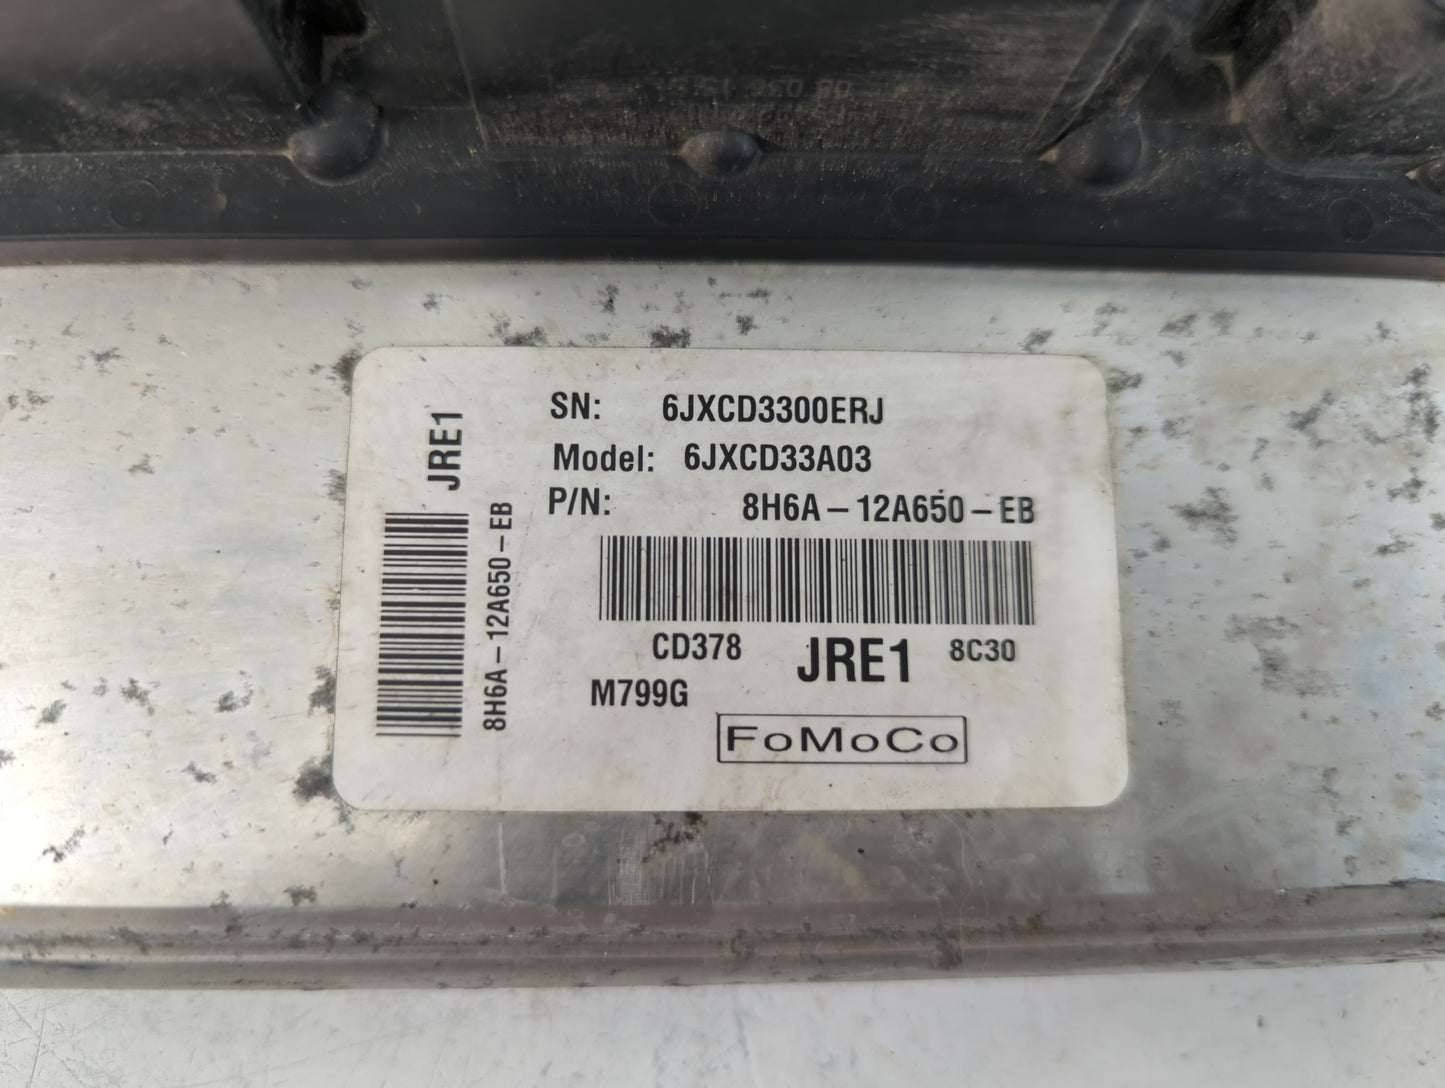 SN: 6JXCD3300ERJ
Model: 6JXCD33A03
P/N: 8H6A-12A650-EB
CD378 JRE1 8C30
M799G
FoMoCo
JRE1
8H6A-12A650-EB